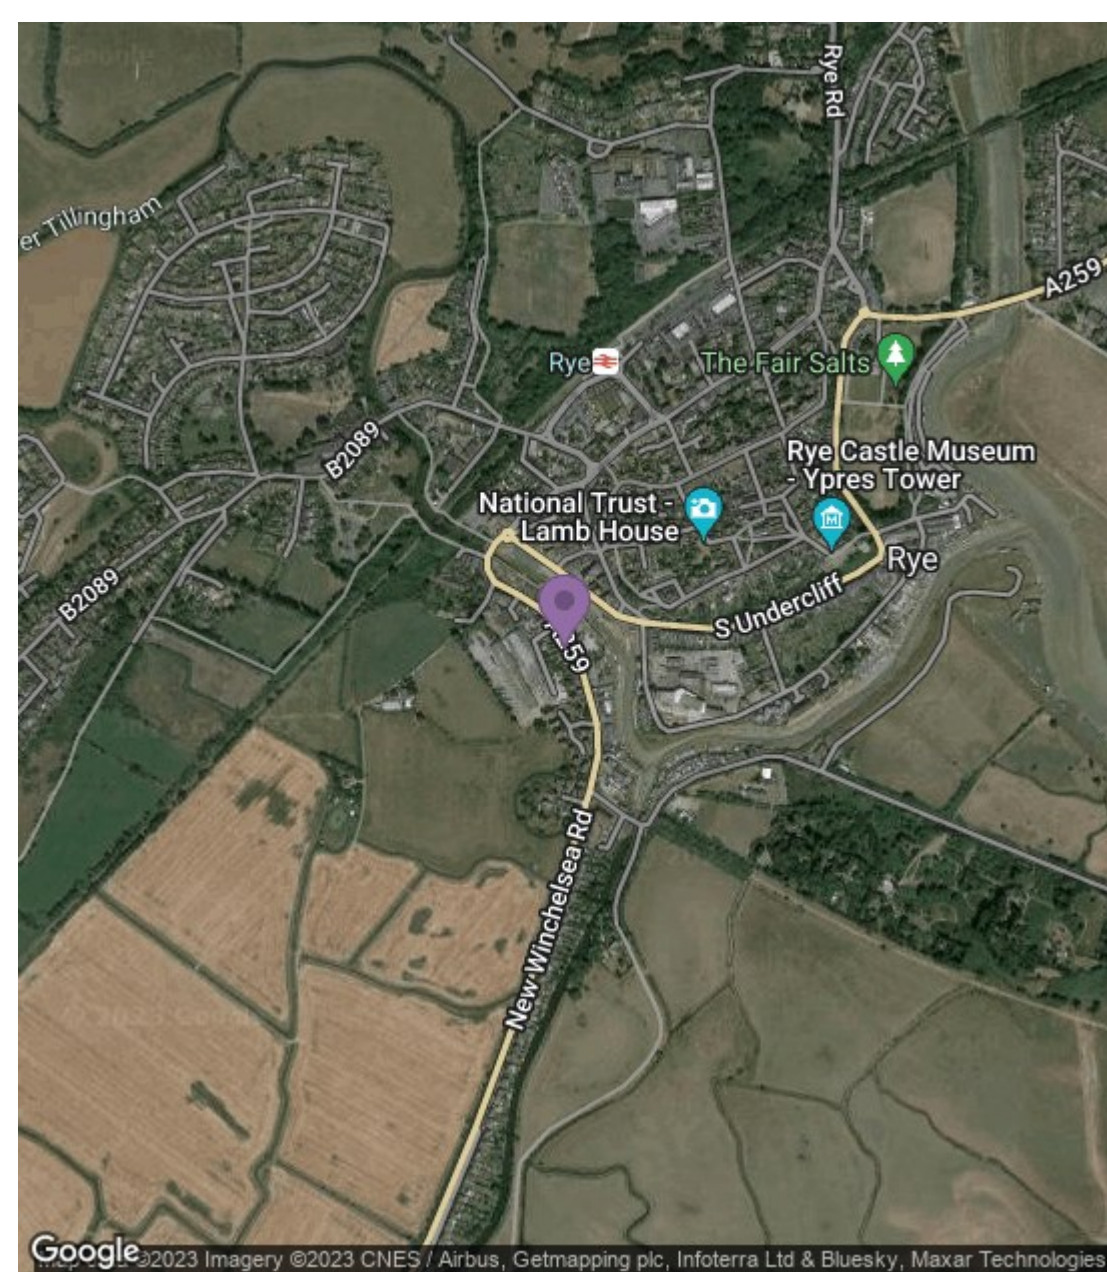 Rye Rd
er Tillingham
A259
Rye
The Fair Salts
B2089
Rye Castle Museum
- Ypres Tower
National Trust -
Lamb House
Rye
B2089
S Undercliff
A259
New Winchelsea Rd
Google
©2023 Imagery ©2023 CNES / Airbus, Getmapping plc, Infoterra Ltd & Bluesky, Maxar Technologies